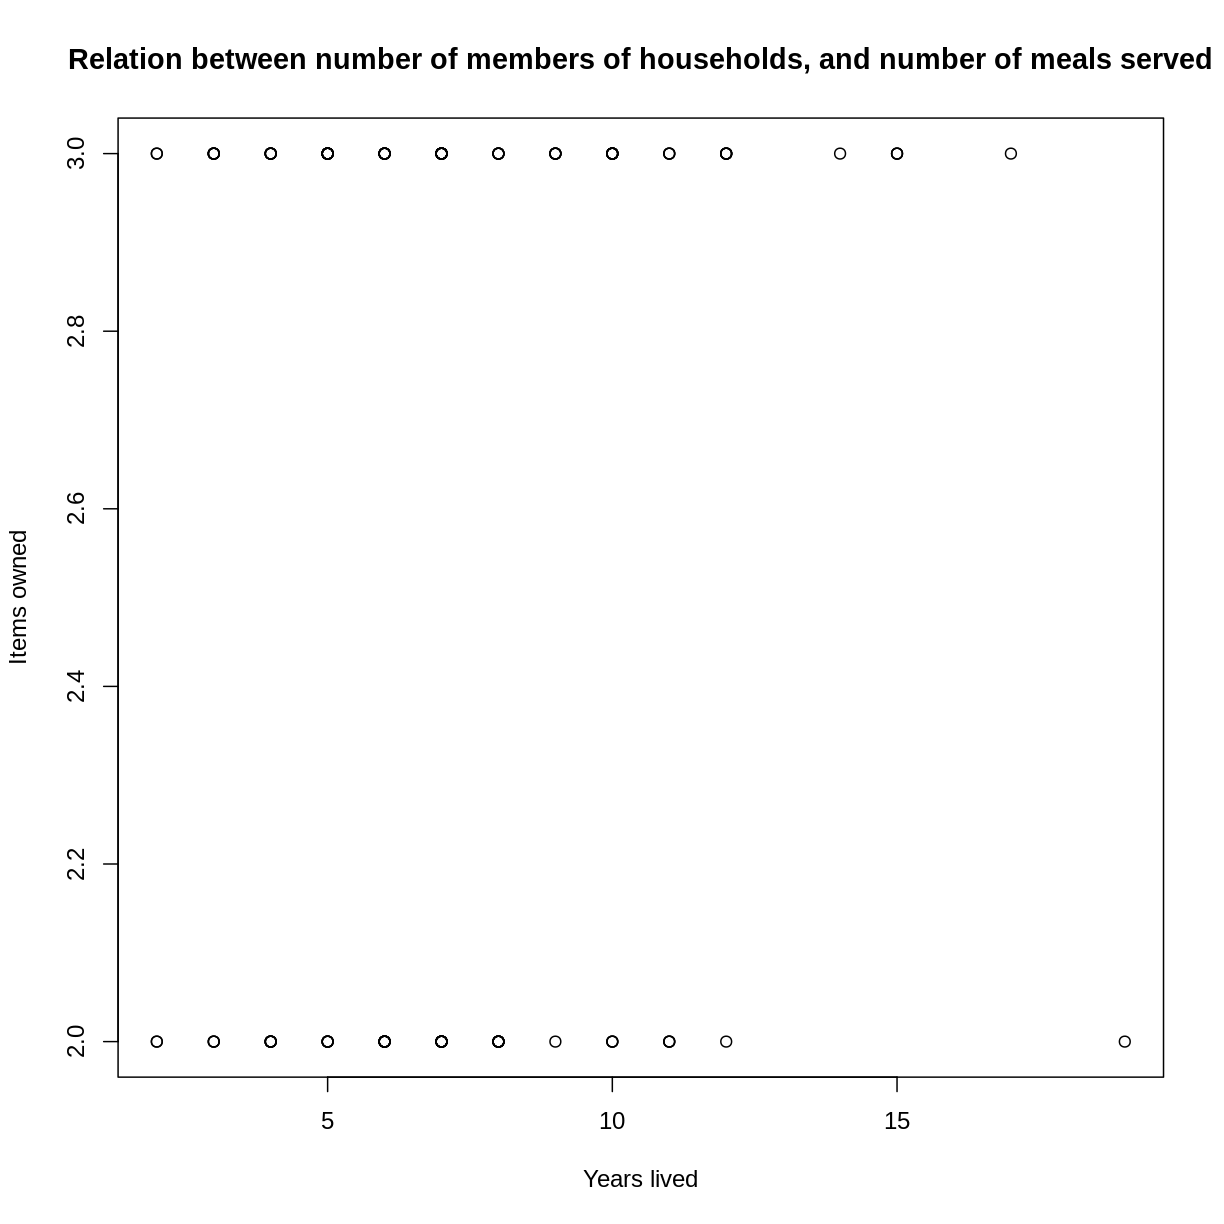 Relation between number of members of households, and number of meals served
3.0
2.8
2.6
2.4
2.2
2.0
Items owned
5 10 15
Years lived